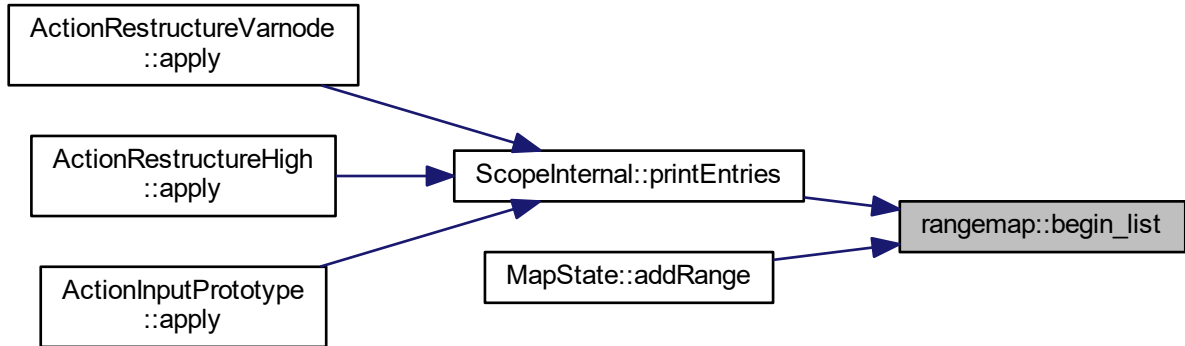 ActionRestructureVarnode
::apply
ActionRestructureHigh
::apply
ScopeInternal::printEntries
rangemap::begin_list
MapState::addRange
ActionInputPrototype
::apply